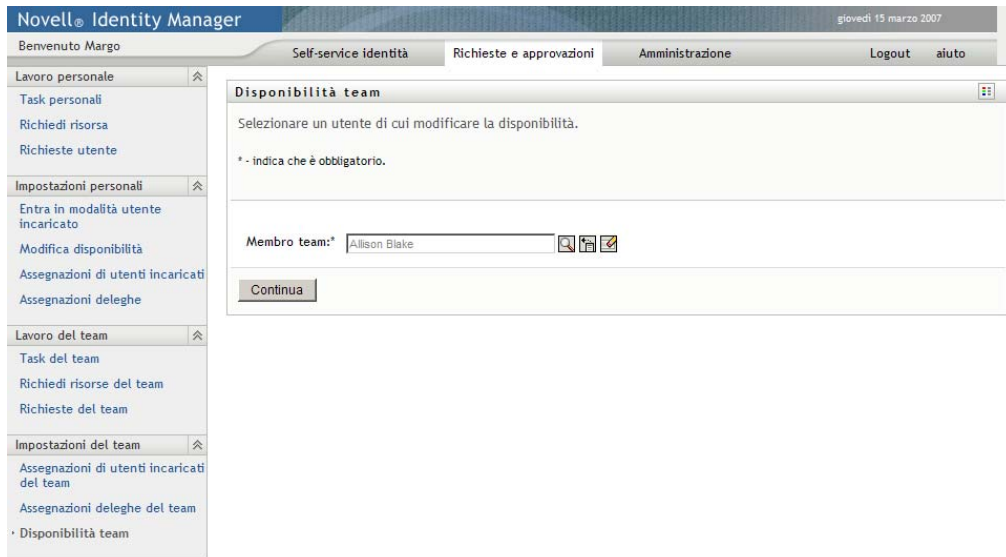 Novell® Identity Manager
giovedì 15 marzo 2007
Benvenuto Margo
Self-service identità
Richieste e approvazioni
Amministrazione
Logout
aiuto
Lavoro personale
Task personali
Richiedi risorsa
Richieste utente
Impostazioni personali
Entra in modalità utente
incaricato
Modifica disponibilità
Assegnazioni di utenti incaricati
Assegnazioni deleghe
Lavoro del team
Task del team
Richiedi risorse del team
Richieste del team
Impostazioni del team
Assegnazioni di utenti incaricati
del team
Assegnazioni deleghe del team
Disponibilità team
Disponibilità team
Selezionare un utente di cui modificare la disponibilità.
* - indica che è obbligatorio.
Membro team:* Allison Blake
Continua